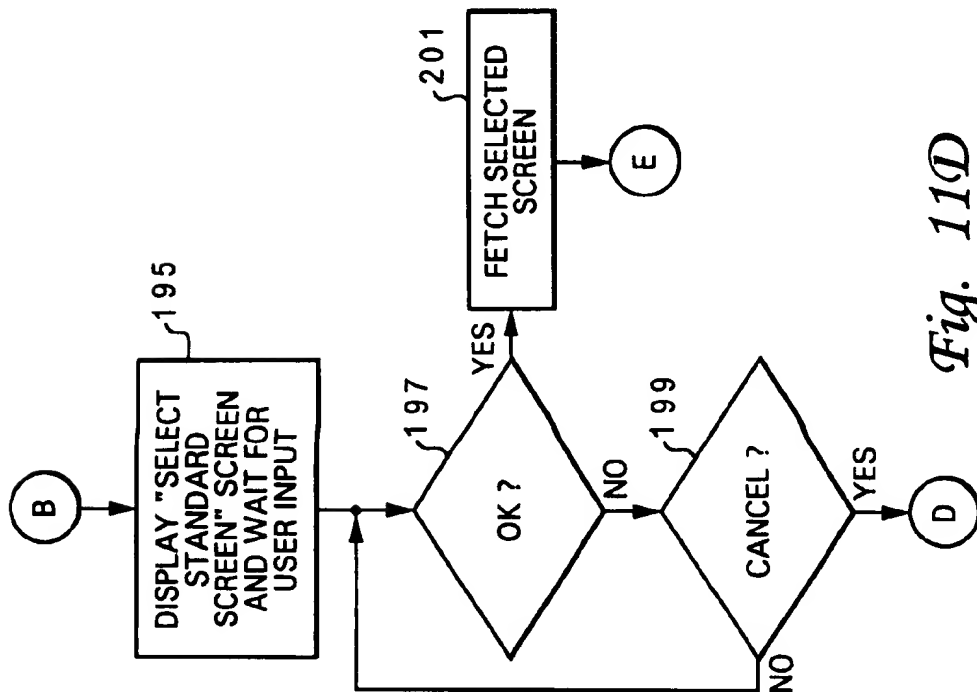 B
195
DISPLAY "SELECT
STANDARD
SCREEN" SCREEN
AND WAIT FOR
USER INPUT
197
OK ?
YES
201
FETCH SELECTED
SCREEN
E
NO
199
CANCEL ?
NO
YES
D
Fig. 11D